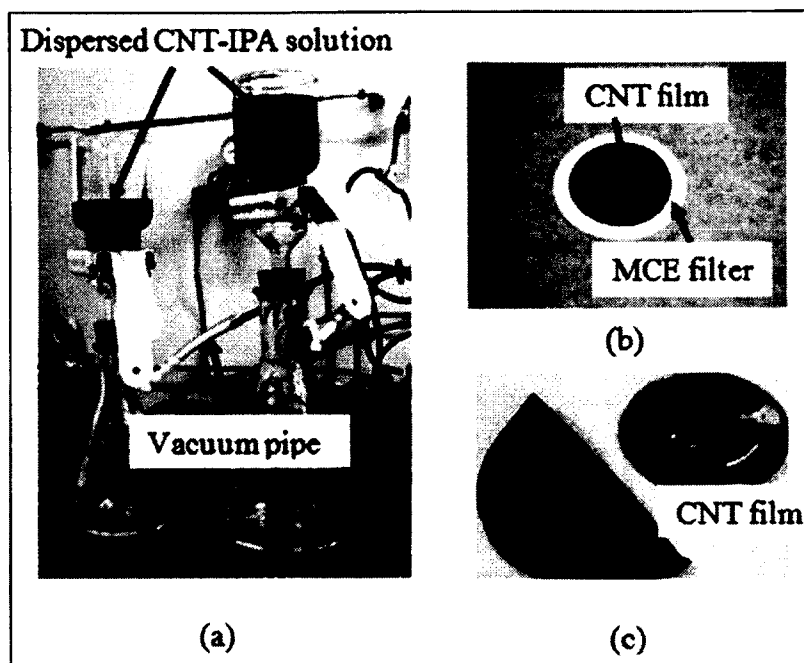 Dispersed CNT-IPA solution
Vacuum pipe
(a)
CNT film
MCE filter
(b)
CNT film
(c)